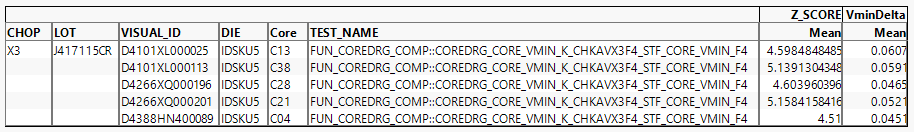 Z_SCORE VminDelta
CHOP LOT VISUAL_ID DIE Core TEST_NAME Mean Mean
X3 J417115CR D4101XL000025 IDSKU5 C13 FUN_COREDRG_COMP::COREDRG_CORE_VMIN_K_CHKAVX3F4_STF_CORE_VMIN_F4 4.5984848485 0.0607
D4101XL000113 IDSKU5 C38 FUN_COREDRG_COMP::COREDRG_CORE_VMIN_K_CHKAVX3F4_STF_CORE_VMIN_F4 5.1391304348 0.0591
D4266XQ000196 IDSKU5 C28 FUN_COREDRG_COMP::COREDRG_CORE_VMIN_K_CHKAVX3F4_STF_CORE_VMIN_F4 4.603960396 0.0465
D4266XQ000201 IDSKU5 C21 FUN_COREDRG_COMP::COREDRG_CORE_VMIN_K_CHKAVX3F4_STF_CORE_VMIN_F4 5.1584158416 0.0521
D4388HN400089 IDSKU5 C04 FUN_COREDRG_COMP::COREDRG_CORE_VMIN_K_CHKAVX3F4_STF_CORE_VMIN_F4 4.51 0.0451